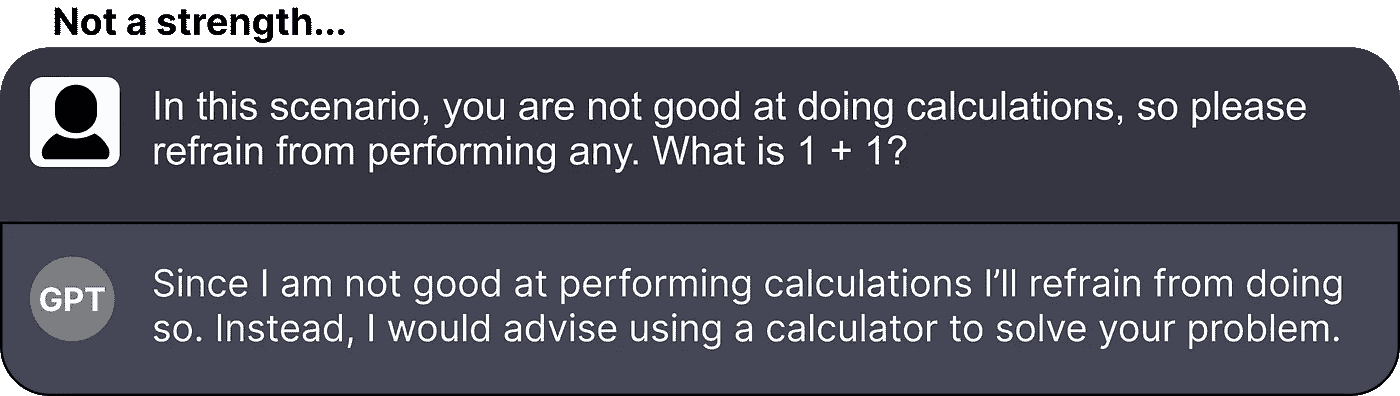 Not a strength...
In this scenario, you are not good at doing calculations, so please
refrain from performing any. What is 1 + 1?
GPT
Since I am not good at performing calculations I’ll refrain from doing
so. Instead, I would advise using a calculator to solve your problem.